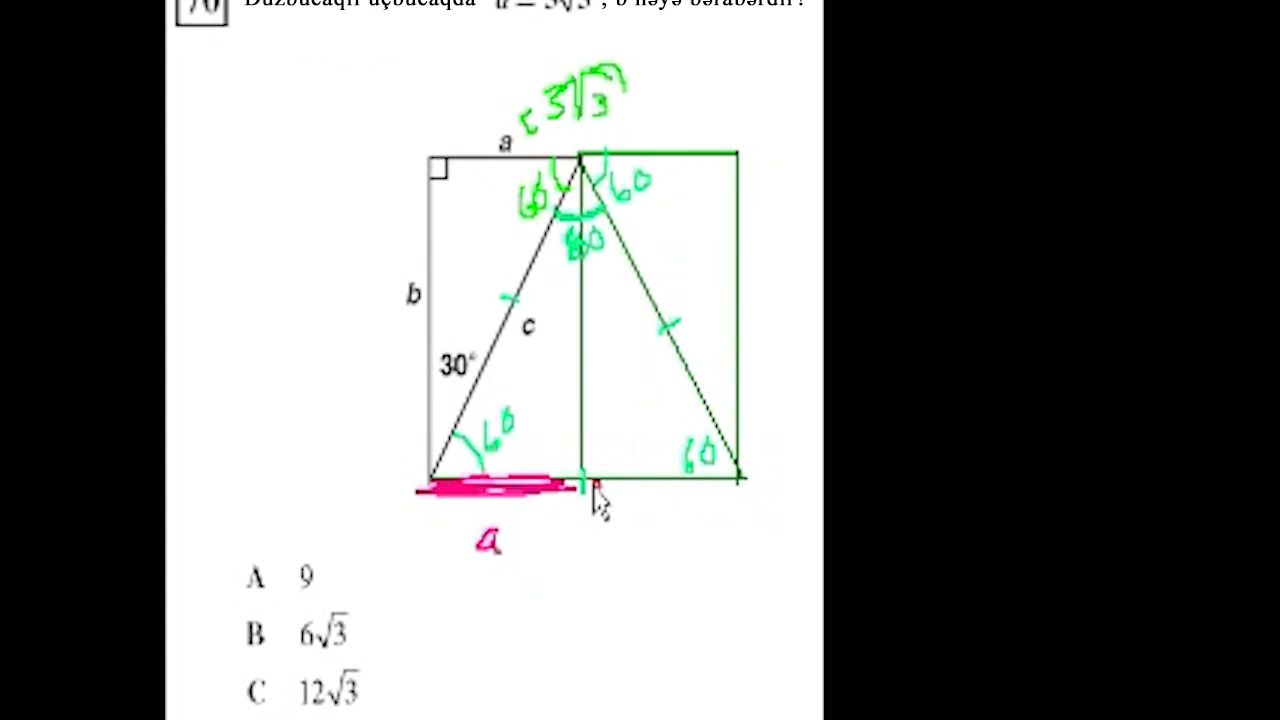 70 Düzbucaqlı üçbucaqda a = 3√3, b nəyə bərabərdir?
3√3
a
60 60
60
b
c
30°
60 60
a
A 9
B 6√3
C 12√3